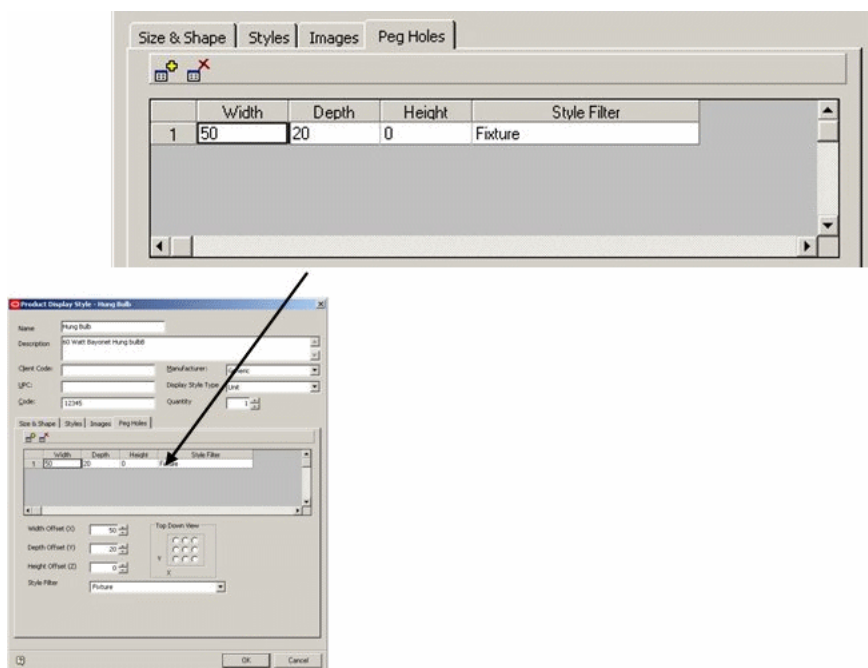 Size & Shape Styles Images Peg Holes
Width Depth Height Style Filter
1 50 20 0 Fixture
Product Display Style - Hung Bulb
Name Hung Bulb
Description 60 Watt Bayonet Hung bulbB
Client Code: Manufacturer: Generic
UPC: Display Style Type Unit
Code: 12345 Quantity 1
Size & Shape Styles Images Peg Holes
Width Depth Height Style Filter
1 50 20 0 Fixture
Width Offset (X) 50 Top Down View
Depth Offset (Y) 20
Y
Height Offset (Z) 0
X
Style Filter Fixture
OK Cancel